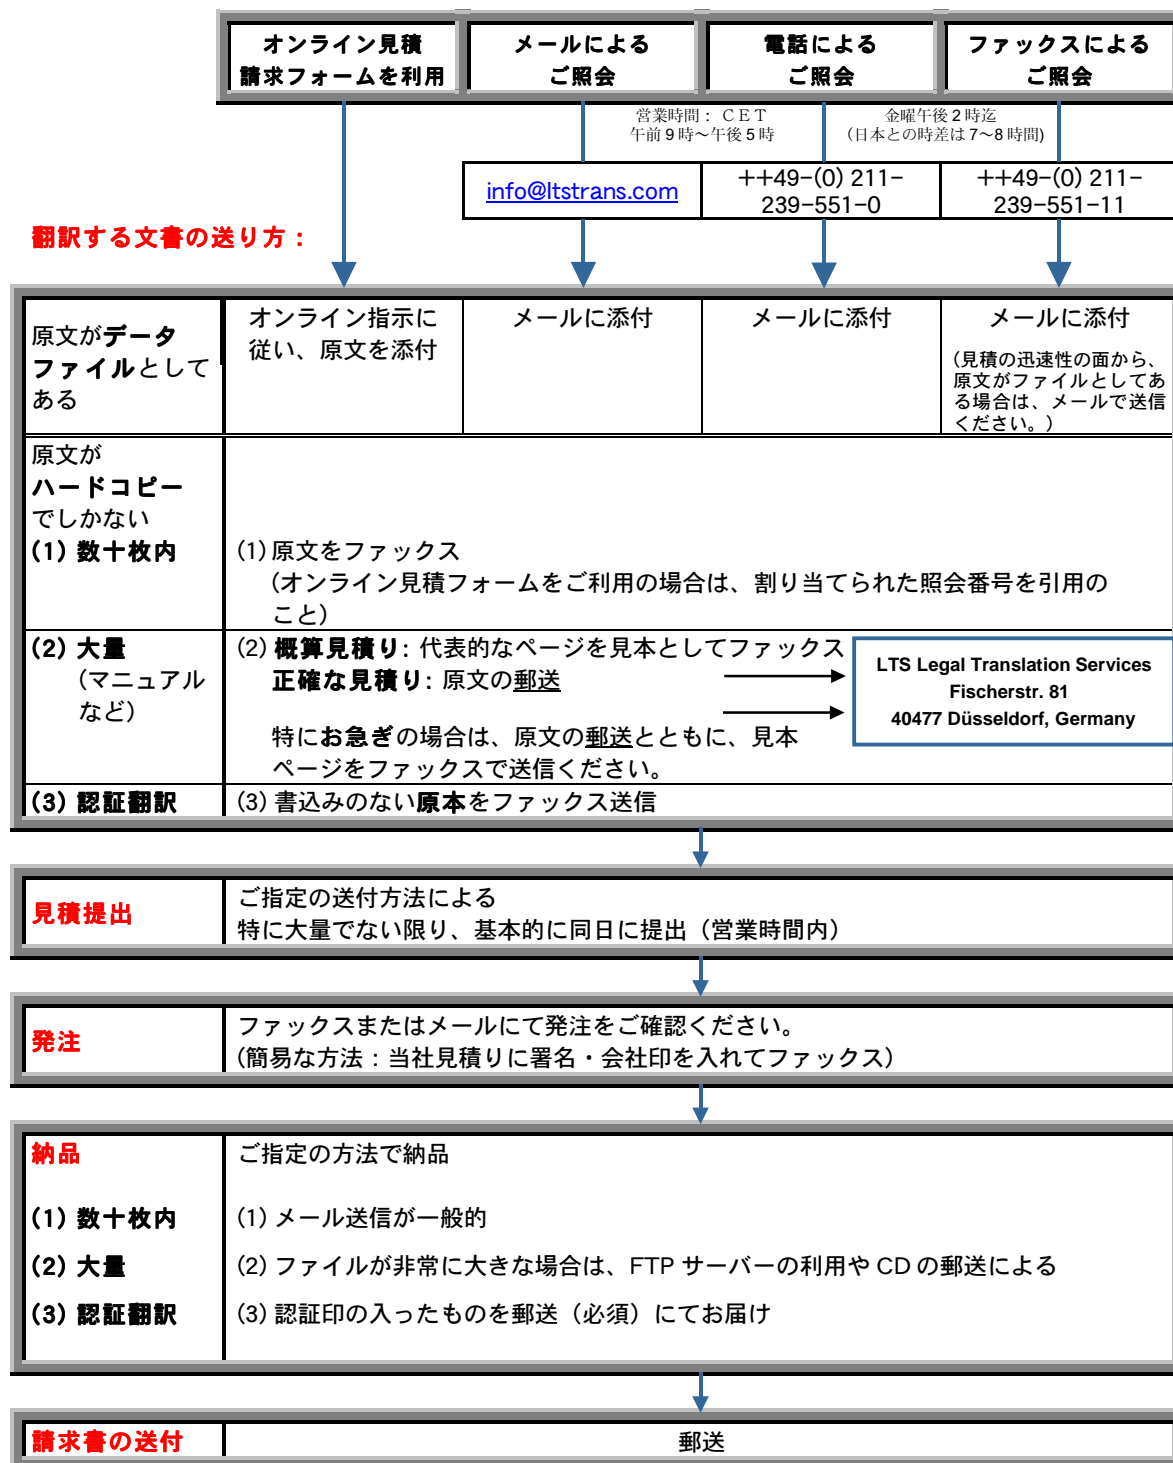 オンライン見積
請求フォームを利用
メールによる
ご照会
電話による
ご照会
ファックスによる
ご照会
営業時間： ＣＥＴ
午前9時～午後5時
金曜午後2時迄
(日本との時差は7～8時間)
info@ltstrans.com
++49-(0) 211-
239-551-0
++49-(0) 211-
239-551-11
翻訳する文書の送り方：
原文がデータ
ファイルとして
ある
オンライン指示に
従い、原文を添付
メールに添付
メールに添付
メールに添付
(見積の迅速性の面から、
原文がファイルとしてあ
る場合は、メールで送信
ください。)
原文が
ハードコピー
でしかない
(1) 数十枚内
(1) 原文をファックス
(オンライン見積フォームをご利用の場合は、割り当てられた照会番号を引用の
こと)
(2) 大量
(マニュアル
など)
(2) 概算見積り: 代表的なページを見本としてファックス
正確な見積り: 原文の郵送
特にお急ぎの場合は、原文の郵送とともに、見本
ページをファックスで送信ください。
LTS Legal Translation Services
Fischerstr. 81
40477 Düsseldorf, Germany
(3) 認証翻訳
(3) 書込みのない原本をファックス送信
見積提出
ご指定の送付方法による
特に大量でない限り、基本的に同日に提出（営業時間内）
発注
ファックスまたはメールにて発注をご確認ください。
(簡易な方法：当社見積りに署名・会社印を入れてファックス)
納品
ご指定の方法で納品
(1) 数十枚内
(1) メール送信が一般的
(2) 大量
(2) ファイルが非常に大きな場合は、FTP サーバーの利用や CD の郵送による
(3) 認証翻訳
(3) 認証印の入ったものを郵送（必須）にてお届け
請求書の送付
郵送